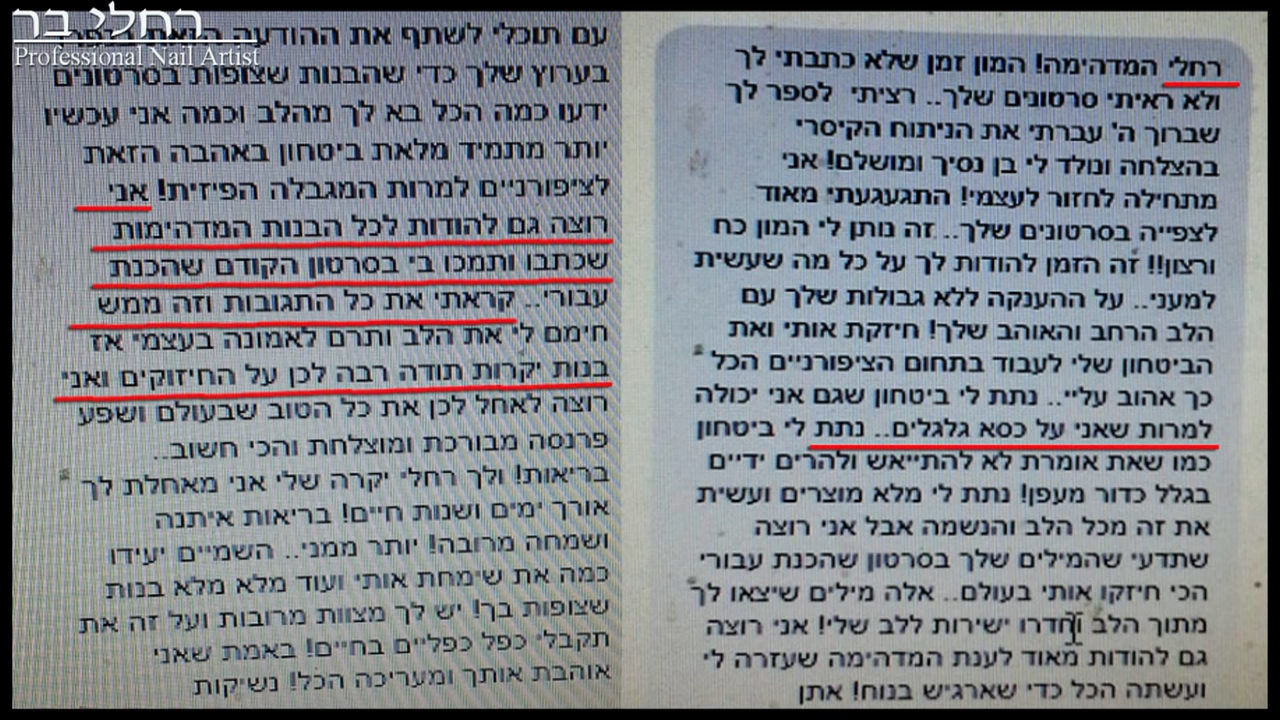 רחלי בר
Professional Nail Artist
רחלי המדהימה! המון זמן שלא כתבתי לך
ולא ראיתי סרטונים שלך.. רציתי לספר לך
שברוך ה' עברתי את הניתוח הקיסרי
בהצלחה ונולד לי בן נסיך ומושלם! אני
מתחילה לחזור לעצמי! התגעגעתי מאוד
לצפייה בסרטונים שלך.. זה נותן לי המון כח
ורצון!! זה הזמן להודות לך על כל מה שעשית
למעני.. על ההענקה ללא גבולות שלך עם
הלב הרחב והאוהב שלך! חיזקת אותי ואת
הביטחון שלי לעבוד בתחום הציפורניים הכל
כך אהוב עליי.. נתת לי ביטחון שגם אני יכולה
למרות שאני על כסא גלגלים.. נתת לי ביטחון
כמו שאת אומרת לא להתייאש ולהרים ידיים
בגלל כדור מעפן! נתת לי מלא מוצרים ועשית
את זה מכל הלב והנשמה אבל אני רוצה
שתדעי שהמילים שלך בסרטון שהכנת עבורי
הכי חיזקו אותי בעולם.. אלה מילים שיצאו לך
מתוך הלב וחדרו ישירות ללב שלי! אני רוצה
גם להודות מאוד לענת המדהימה שעזרה לי
ועשתה הכל כדי שארגיש בנוח! אתן
עם תוכלי לשתף את ההודעה הזאת
בערוץ שלך כדי שהבנות שצופות בסרטונים
ידעו כמה הכל בא לך מהלב וכמה אני עכשיו
יותר מתמיד מלאת ביטחון באהבה הזאת
לציפורניים למרות המגבלה הפיזית! אני
רוצה גם להודות לכל הבנות המדהימות
שכתבו ותמכו בי בסרטון הקודם שהכנת
עבורי.. קראתי את כל התגובות וזה ממש
חימם לי את הלב ותרם לאמונה בעצמי אז
בנות יקרות תודה רבה לכן על החיזוקים ואני
רוצה לאחל לכן את כל הטוב שבעולם ושפע
פרנסה מבורכת ומוצלחת והכי חשוב..
בריאות! ולך רחלי יקרה שלי אני מאחלת לך
אורך ימים ושנות חיים! בריאות איתנה
ושמחה מרובה! יותר ממני.. השמיים יעידו
כמה את שימחת אותי ועוד מלא מלא בנות
שצופות בך! יש לך מצוות מרובות ועל זה את
תקבלי כפל כפליים בחיים! באמת שאני
אוהבת אותך ומעריכה הכל! נשיקות